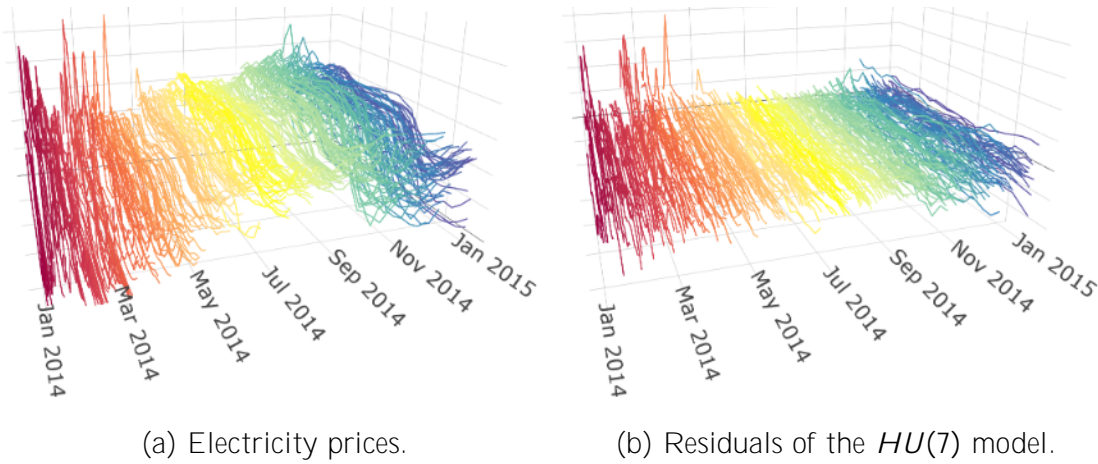 Jan 2014
Mar 2014
May 2014
Jul 2014
Sep 2014
Nov 2014
Jan 2015
(a) Electricity prices.
Jan 2014
Mar 2014
May 2014
Jul 2014
Sep 2014
Nov 2014
Jan 2015
(b) Residuals of the HU(7) model.